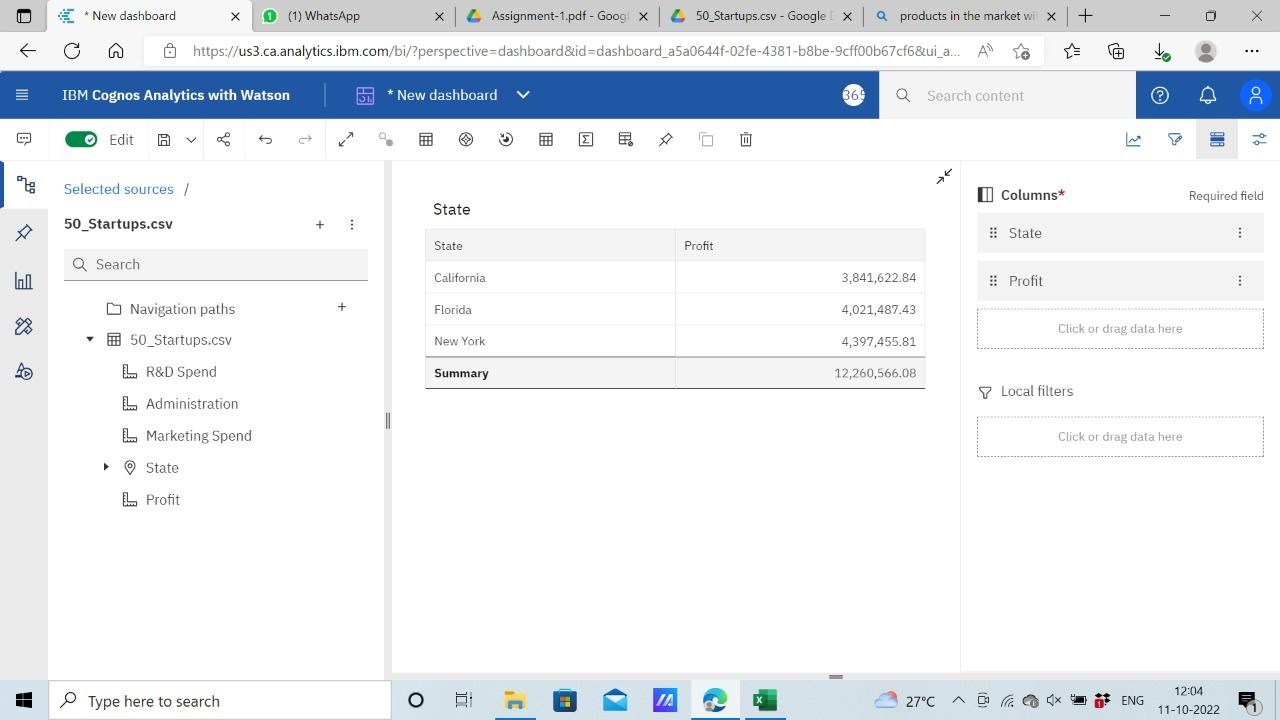 * New dashboard
(1) WhatsApp
Assignment-1.pdf - Googl
50_Startups.csv - Google D
products in the market wi
https://us3.ca.analytics.ibm.com/bi/?perspective=dashboard&id=dashboard_a5a0644f-02fe-4381-b8be-9cff00b67cf6&ui_a...
IBM Cognos Analytics with Watson
* New dashboard
365
Search content
Edit
Selected sources /
50_Startups.csv
Search
Navigation paths
50_Startups.csv
R&D Spend
Administration
Marketing Spend
State
Profit
State
State Profit
California 3,841,622.84
Florida 4,021,487.43
New York 4,397,455.81
Summary 12,260,566.08
Columns* Required field
State
Profit
Click or drag data here
Local filters
Click or drag data here
Type here to search
27°C
ENG
12:04
11-10-2022
1